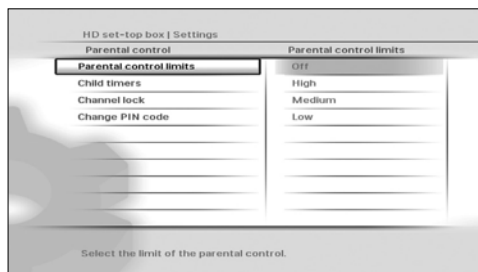 HD set-top box | Settings
Parental control Parental control limits
Parental control limits Off
Child timers High
Channel lock Medium
Change PIN code Low
Select the limit of the parental control.